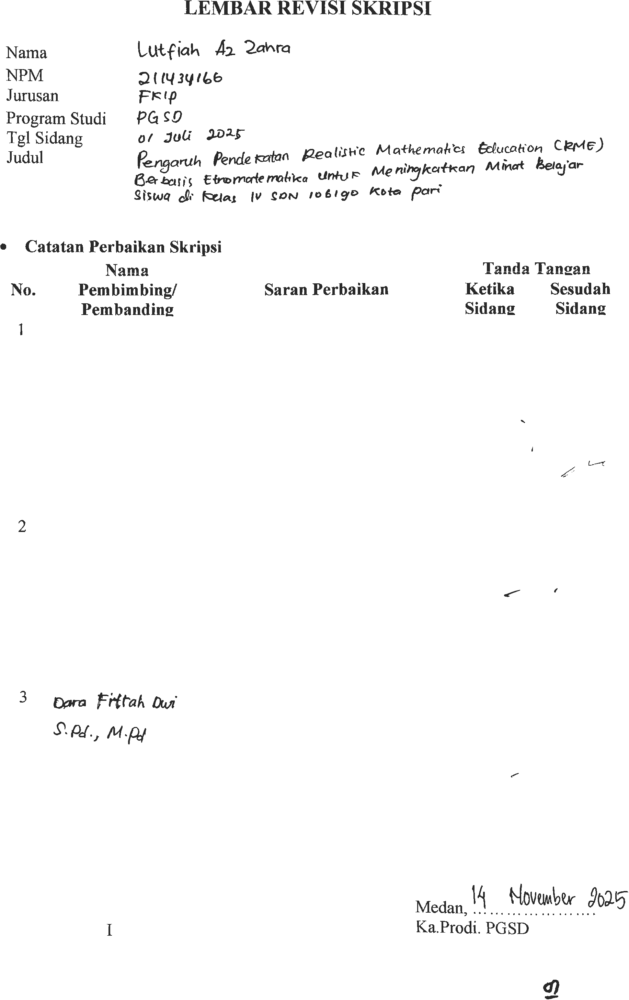 LEMBAR REVISI SKRIPSI
Nama Lutfiah Az Zahra
NPM 211434166
Jurusan FKIP
Program Studi PGSD
Tgl Sidang 01 Juli 2025
Judul Pengaruh Pendekatan Realistic Mathematics Education (RME)
Berbasis Etnomatematika Untuk Meningkatkan Minat Belajar
Siswa di Kelas IV SDN 106190 Kota pari
• Catatan Perbaikan Skripsi
No. Nama Pembimbing/ Pembanding Saran Perbaikan Tanda Tangan
Ketika Sidang Sesudah Sidang
1
2
3 Dara Fitrah Dwi
S.Pd., M.Pd
Medan, 14 November 2025
I Ka.Prodi. PGSD